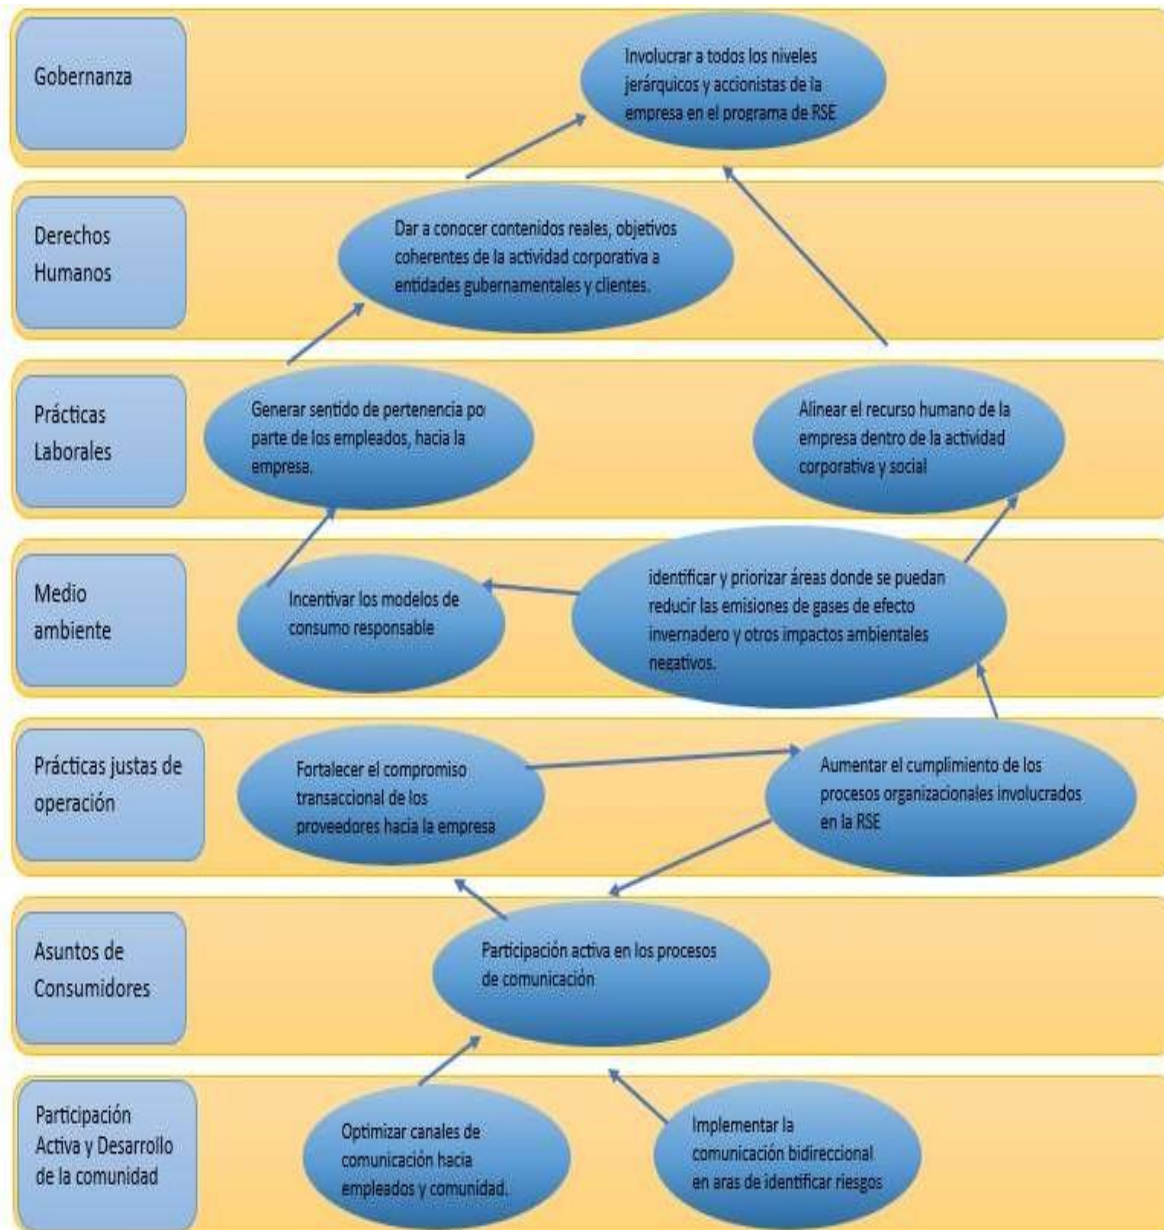 Gobernanza
Involucrar a todos los niveles
jerárquicos y accionistas de la
empresa en el programa de RSE
Derechos
Humanos
Dar a conocer contenidos reales, objetivos
coherentes de la actividad corporativa a
entidades gubernamentales y clientes.
Prácticas
Laborales
Generar sentido de pertenencia po
parte de los empleados, hacia la
empresa.
Alinear el recurso humano de la
empresa dentro de la actividad
corporativa y social
Medio
ambiente
Incentivar los modelos de
consumo responsable
identificar y priorizar áreas donde se puedan
reducir las emisiones de gases de efecto
invernadero y otros impactos ambientales
negativos.
Prácticas justas de
operación
Fortalecer el compromiso
transaccional de los
proveedores hacia la empresa
Aumentar el cumplimiento de los
procesos organizacionales involucrados
en la RSE
Asuntos de
Consumidores
Participación activa en los procesos
de comunicación
Participación
Activa y Desarrollo
de la comunidad
Optimizar canales de
comunicación hacia
empleados y comunidad.
Implementar la
comunicación bidireccional
en aras de identificar riesgos